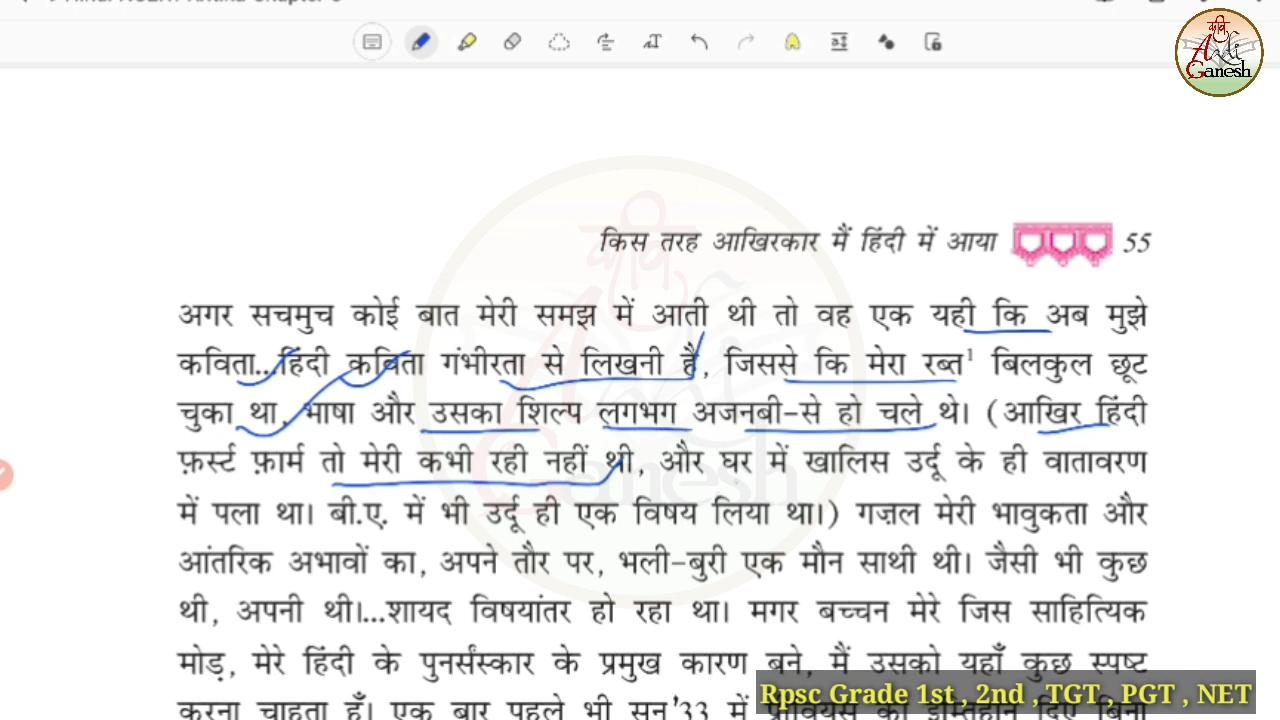 किस तरह आखिरकार मैं हिंदी में आया 55
अगर सचमुच कोई बात मेरी समझ में आती थी तो वह एक यही कि अब मुझे
कविता...हिंदी कविता गंभीरता से लिखनी है, जिससे कि मेरा रब्त¹ बिलकुल छूट
चुका था, भाषा और उसका शिल्प लगभग अजनबी-से हो चले थे। (आखिर हिंदी
फ़र्स्ट फ़ार्म तो मेरी कभी रही नहीं थी, और घर में खालिस उर्दू के ही वातावरण
में पला था। बी.ए. में भी उर्दू ही एक विषय लिया था।) गज़ल मेरी भावुकता और
आंतरिक अभावों का, अपने तौर पर, भली-बुरी एक मौन साथी थी। जैसी भी कुछ
थी, अपनी थी।...शायद विषयांतर हो रहा था। मगर बच्चन मेरे जिस साहित्यिक
मोड़, मेरे हिंदी के पुनर्संस्कार के प्रमुख कारण बने, मैं उसको यहाँ कुछ स्पष्ट
करना चाहता हूँ। एक बार पहले भी सन् '33 में
Rpsc Grade 1st , 2nd , TGT , PGT , NET
कवि
Ardi
Ganesh